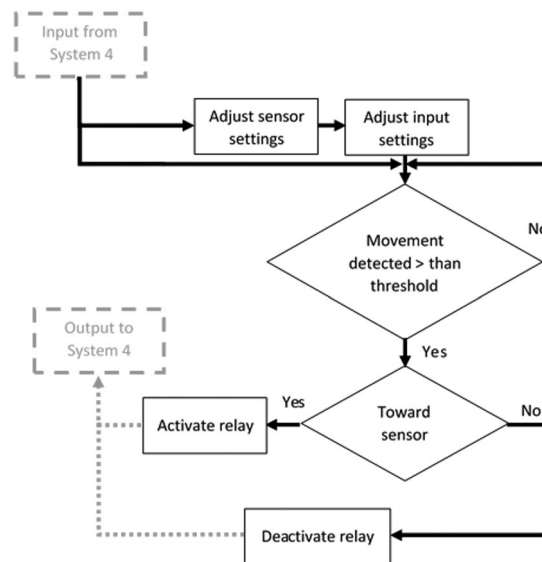 Input from
System 4
Adjust sensor
settings
Adjust input
settings
Movement
detected > than
threshold
No
Yes
Output to
System 4
Activate relay
Yes
Toward
sensor
No
Deactivate relay